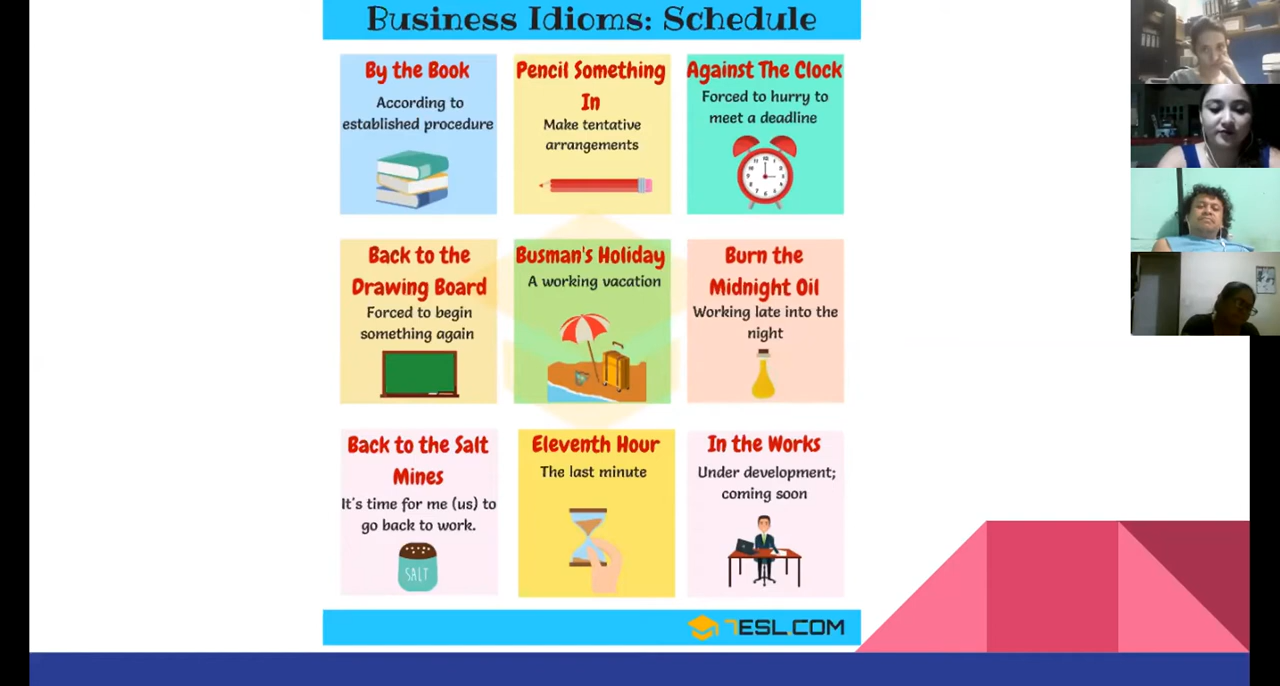 Business Idioms: Schedule
By the Book
According to
established procedure
Pencil Something
In
Make tentative
arrangements
Against The Clock
Forced to hurry to
meet a deadline
Back to the
Drawing Board
Forced to begin
something again
Busman's Holiday
A working vacation
Burn the
Midnight Oil
Working late into the
night
Back to the Salt
Mines
It's time for me (us) to
go back to work.
SALT
Eleventh Hour
The last minute
In the Works
Under development;
coming soon
7ESL.COM